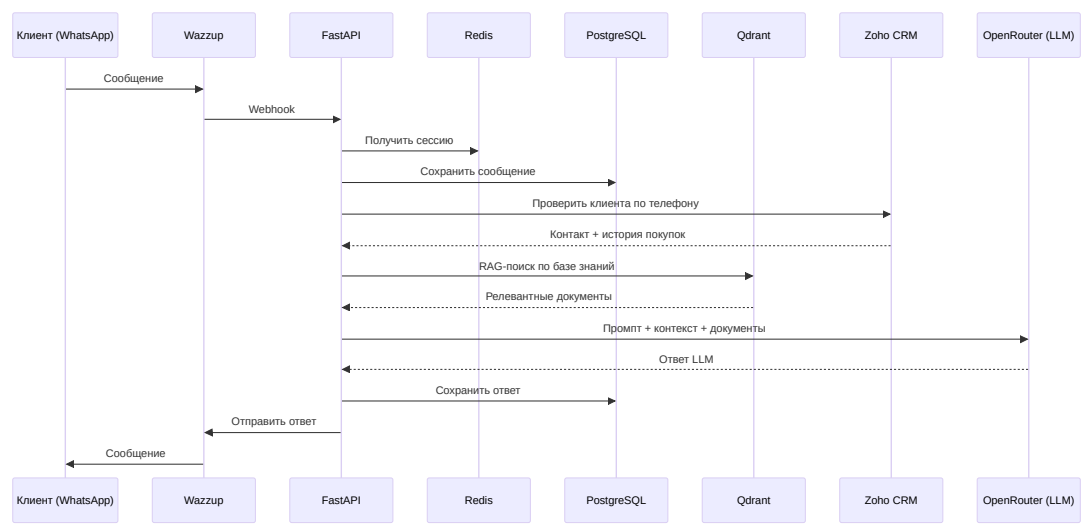 Клиент (WhatsApp)
Wazzup
FastAPI
Redis
PostgreSQL
Qdrant
Zoho CRM
OpenRouter (LLM)
Сообщение
Webhook
Получить сессию
Сохранить сообщение
Проверить клиента по телефону
Контакт + история покупок
RAG-поиск по базе знаний
Релевантные документы
Промпт + контекст + документы
Ответ LLM
Сохранить ответ
Отправить ответ
Сообщение
Клиент (WhatsApp)
Wazzup
FastAPI
Redis
PostgreSQL
Qdrant
Zoho CRM
OpenRouter (LLM)